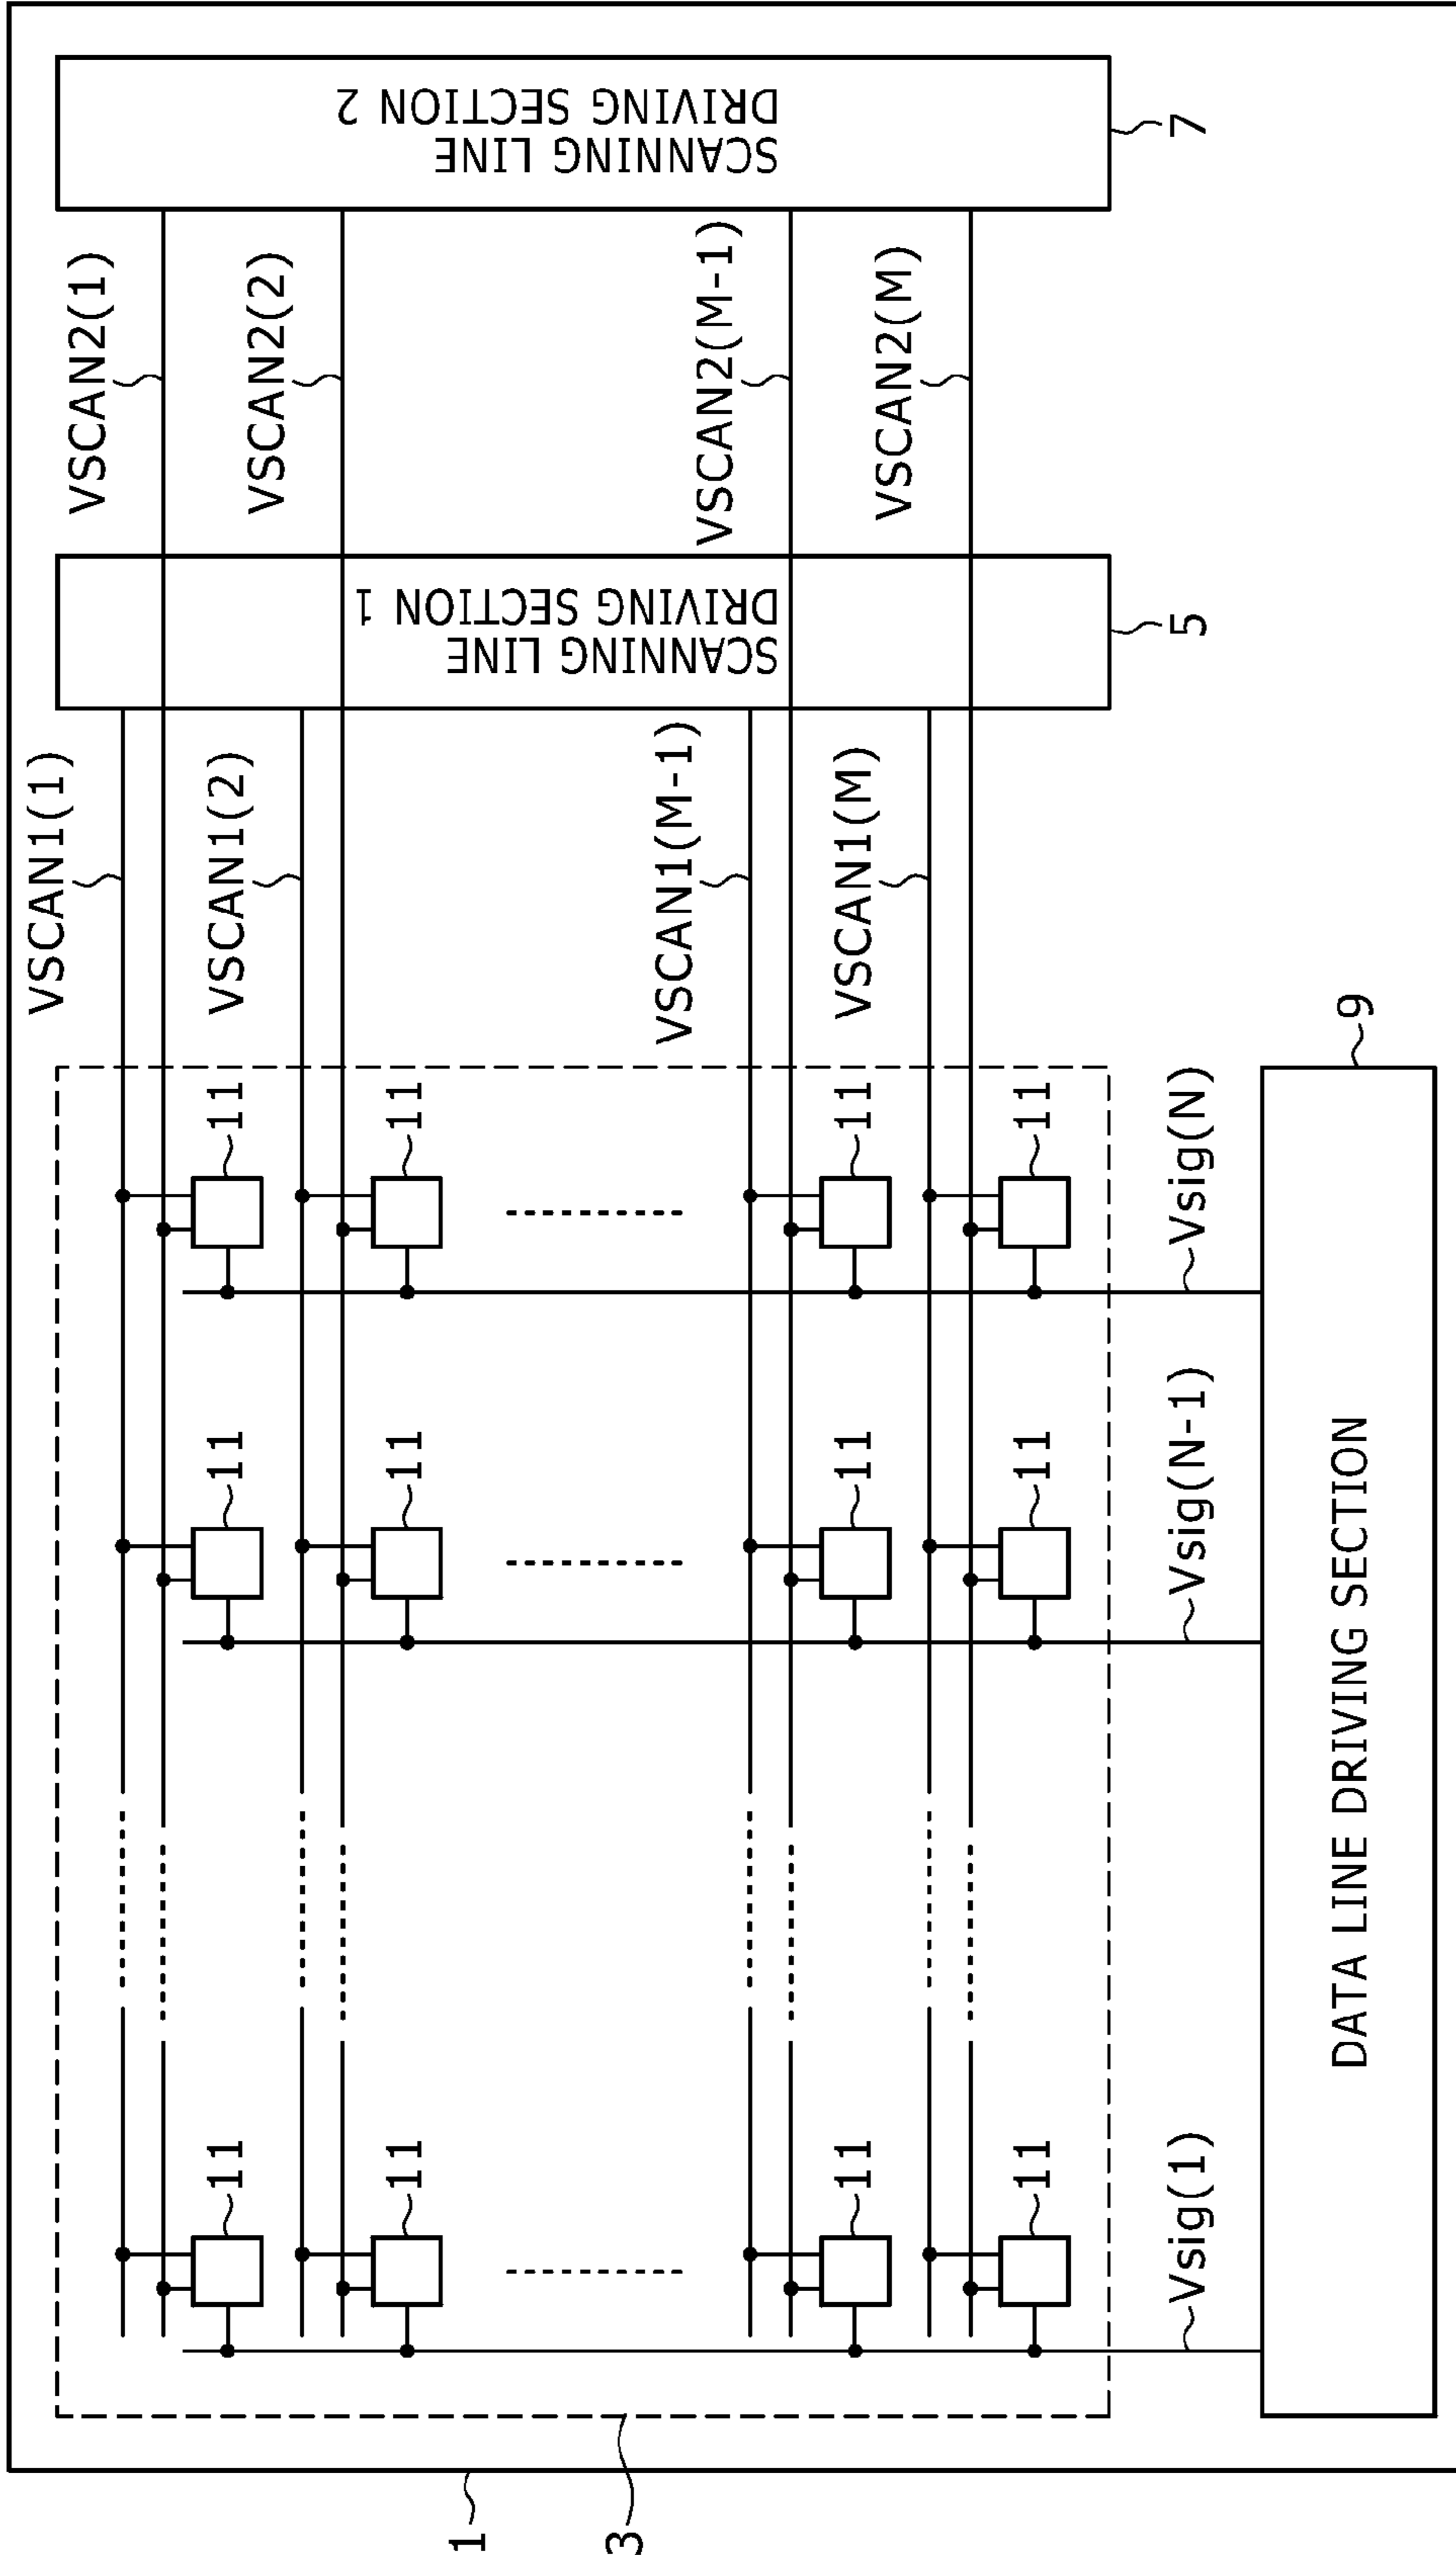 VSCAN1(1)
VSCAN2(1)
VSCAN1(2)
VSCAN2(2)
VSCAN1(M-1)
VSCAN2(M-1)
VSCAN1(M)
VSCAN2(M)
SCANNING LINE
DRIVING SECTION 1
SCANNING LINE
DRIVING SECTION 2
11
11
11
11
11
11
11
11
11
11
11
11
Vsig(1)
Vsig(N-1)
Vsig(N)
DATA LINE DRIVING SECTION
1
3
5
7
9